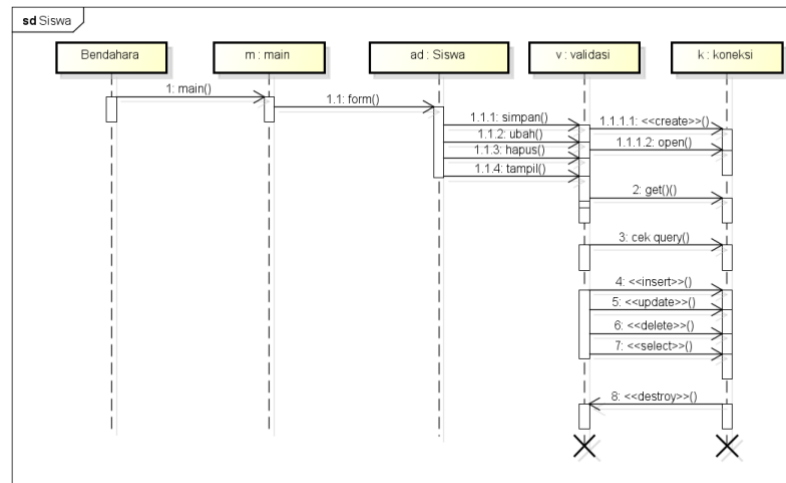 sd Siswa
Bendahara
m : main
ad : Siswa
v : validasi
k : koneksi
1: main()
1.1: form()
1.1.1: simpan()
1.1.1.1: <<create>>()
1.1.2: ubah()
1.1.1.2: open()
1.1.3: hapus()
1.1.4: tampil()
2: get()()
3: cek query()
4: <<insert>>()
5: <<update>>()
6: <<delete>>()
7: <<select>>()
8: <<destroy>>()